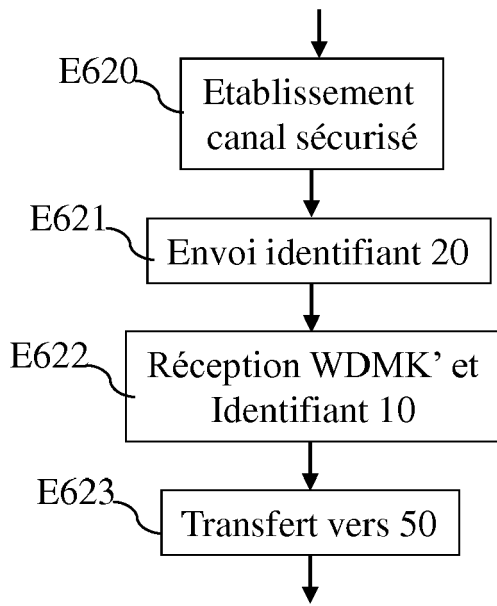 E620
Etablissement
canal sécurisé
E621
Envoi identifiant 20
E622
Réception WDMK’ et
Identifiant 10
E623
Transfert vers 50